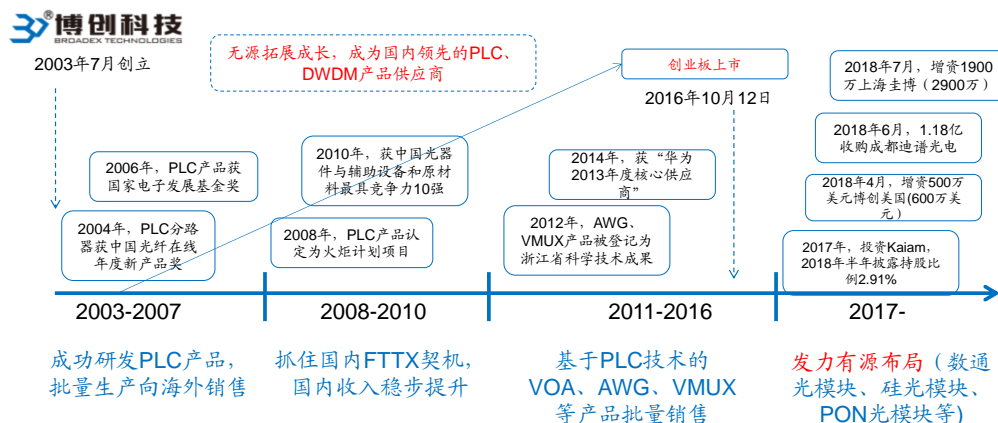 博创科技
BROADEX TECHNOLOGIES
2003年7月创立
无源拓展成长，成为国内领先的PLC、
DWDM产品供应商
创业板上市
2016年10月12日
2018年7月，增资1900
万上海圭博（2900万）
2018年6月，1.18亿
收购成都迪谱光电
2018年4月，增资500万
美元博创美国(600万美
元）
2017年，投资Kaiam，
2018年半年披露持股比
例2.91%
2006年，PLC产品获
国家电子发展基金奖
2004年，PLC分路
器获中国光纤在线
年度新产品奖
2010年，获中国光器
件与辅助设备和原材
料最具竞争力10强
2008年，PLC产品认
定为火炬计划项目
2014年，获“华为
2013年度核心供应
商”
2012年，AWG、
VMUX产品被登记为
浙江省科学技术成果
2003-2007
2008-2010
2011-2016
2017-
成功研发PLC产品，
批量生产向海外销售
抓住国内FTTX契机，
国内收入稳步提升
基于PLC技术的
VOA、AWG、VMUX
等产品批量销售
发力有源布局（数通
光模块、硅光模块、
PON光模块等)